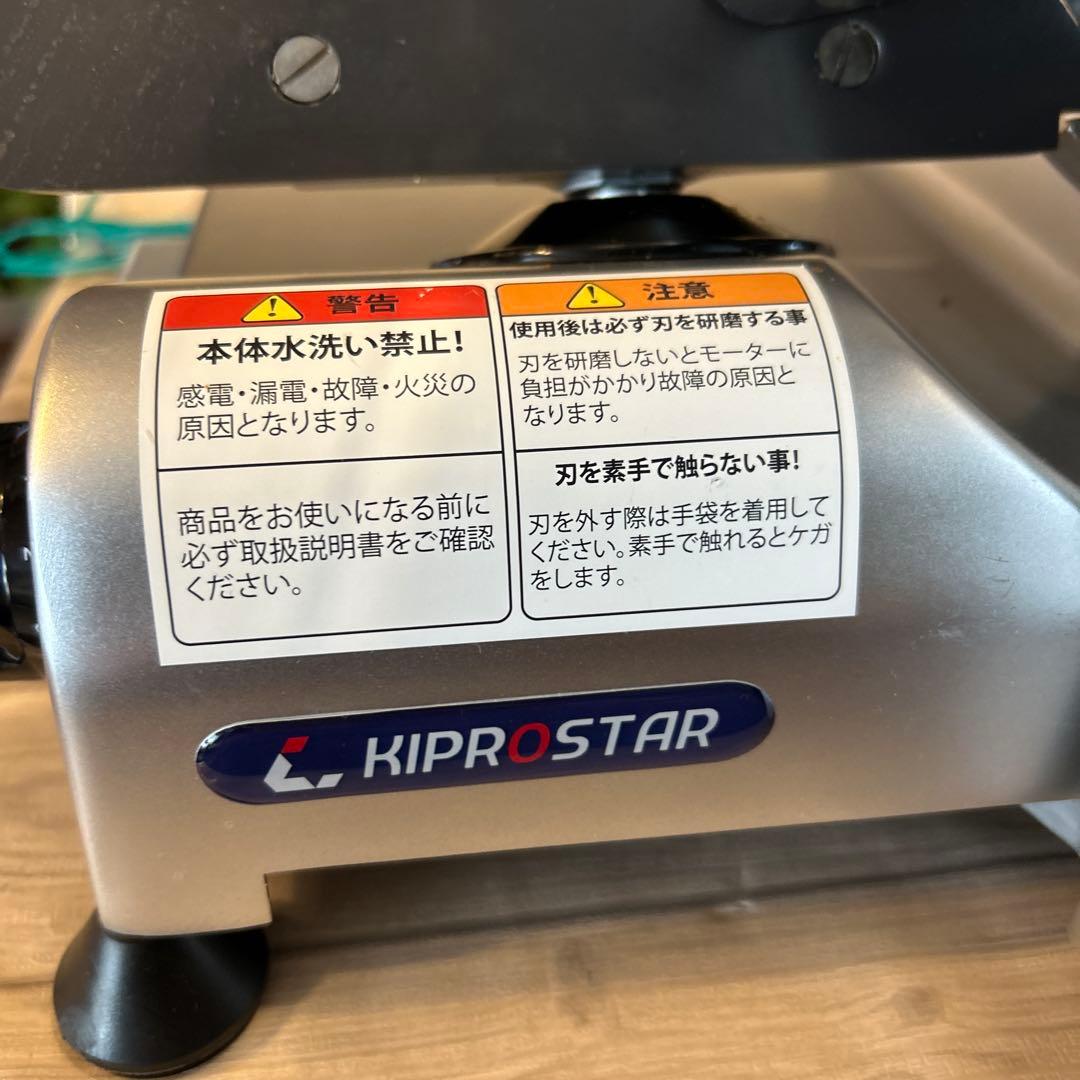 警告
本体水洗い禁止!
感電・漏電・故障・火災の
原因となります。
商品をお使いになる前に
必ず取扱説明書をご確認
ください。
注意
使用後は必ず刃を研磨する事
刃を研磨しないとモーターに
負担がかかり故障の原因と
なります。
刃を素手で触らない事!
刃を外す際は手袋を着用して
ください。素手で触れるとケガ
をします。
KIPROSTAR